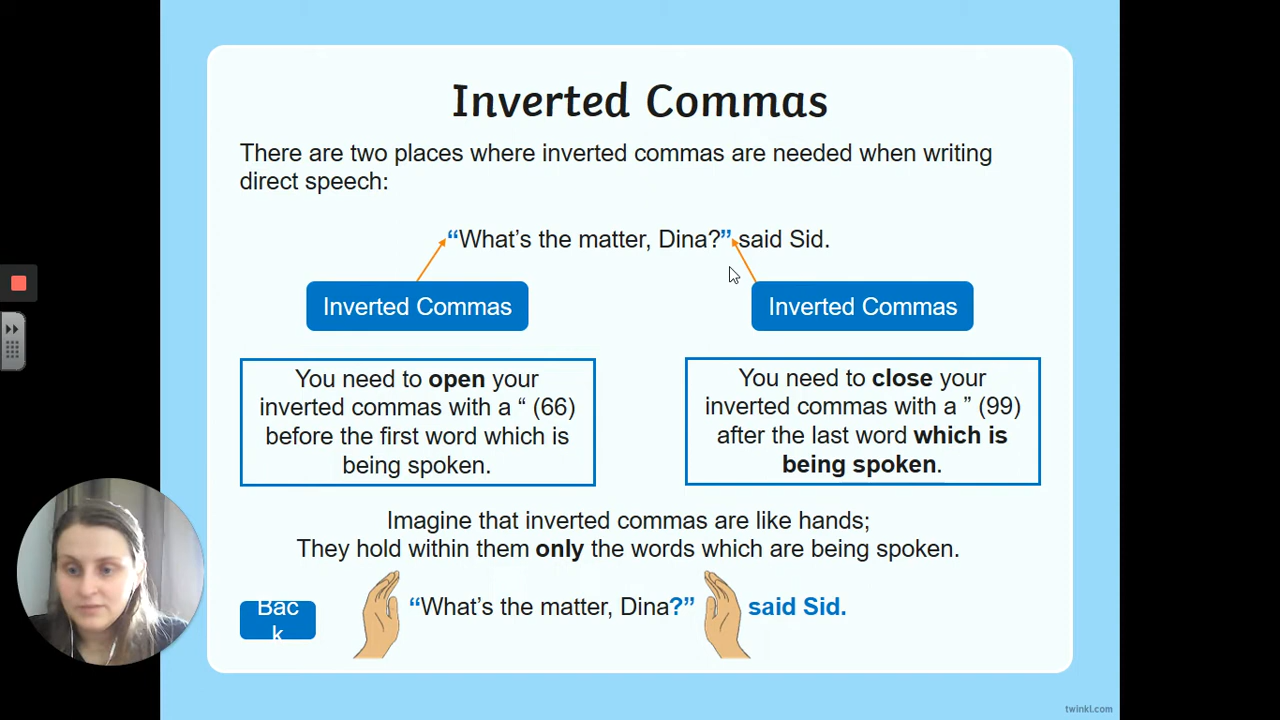 Inverted Commas
There are two places where inverted commas are needed when writing
direct speech:
“What’s the matter, Dina?” said Sid.
Inverted Commas
Inverted Commas
You need to open your
inverted commas with a “ (66)
before the first word which is
being spoken.
You need to close your
inverted commas with a ” (99)
after the last word which is
being spoken.
Imagine that inverted commas are like hands;
They hold within them only the words which are being spoken.
“What’s the matter, Dina?” said Sid.
Bac
k
twinkl.com